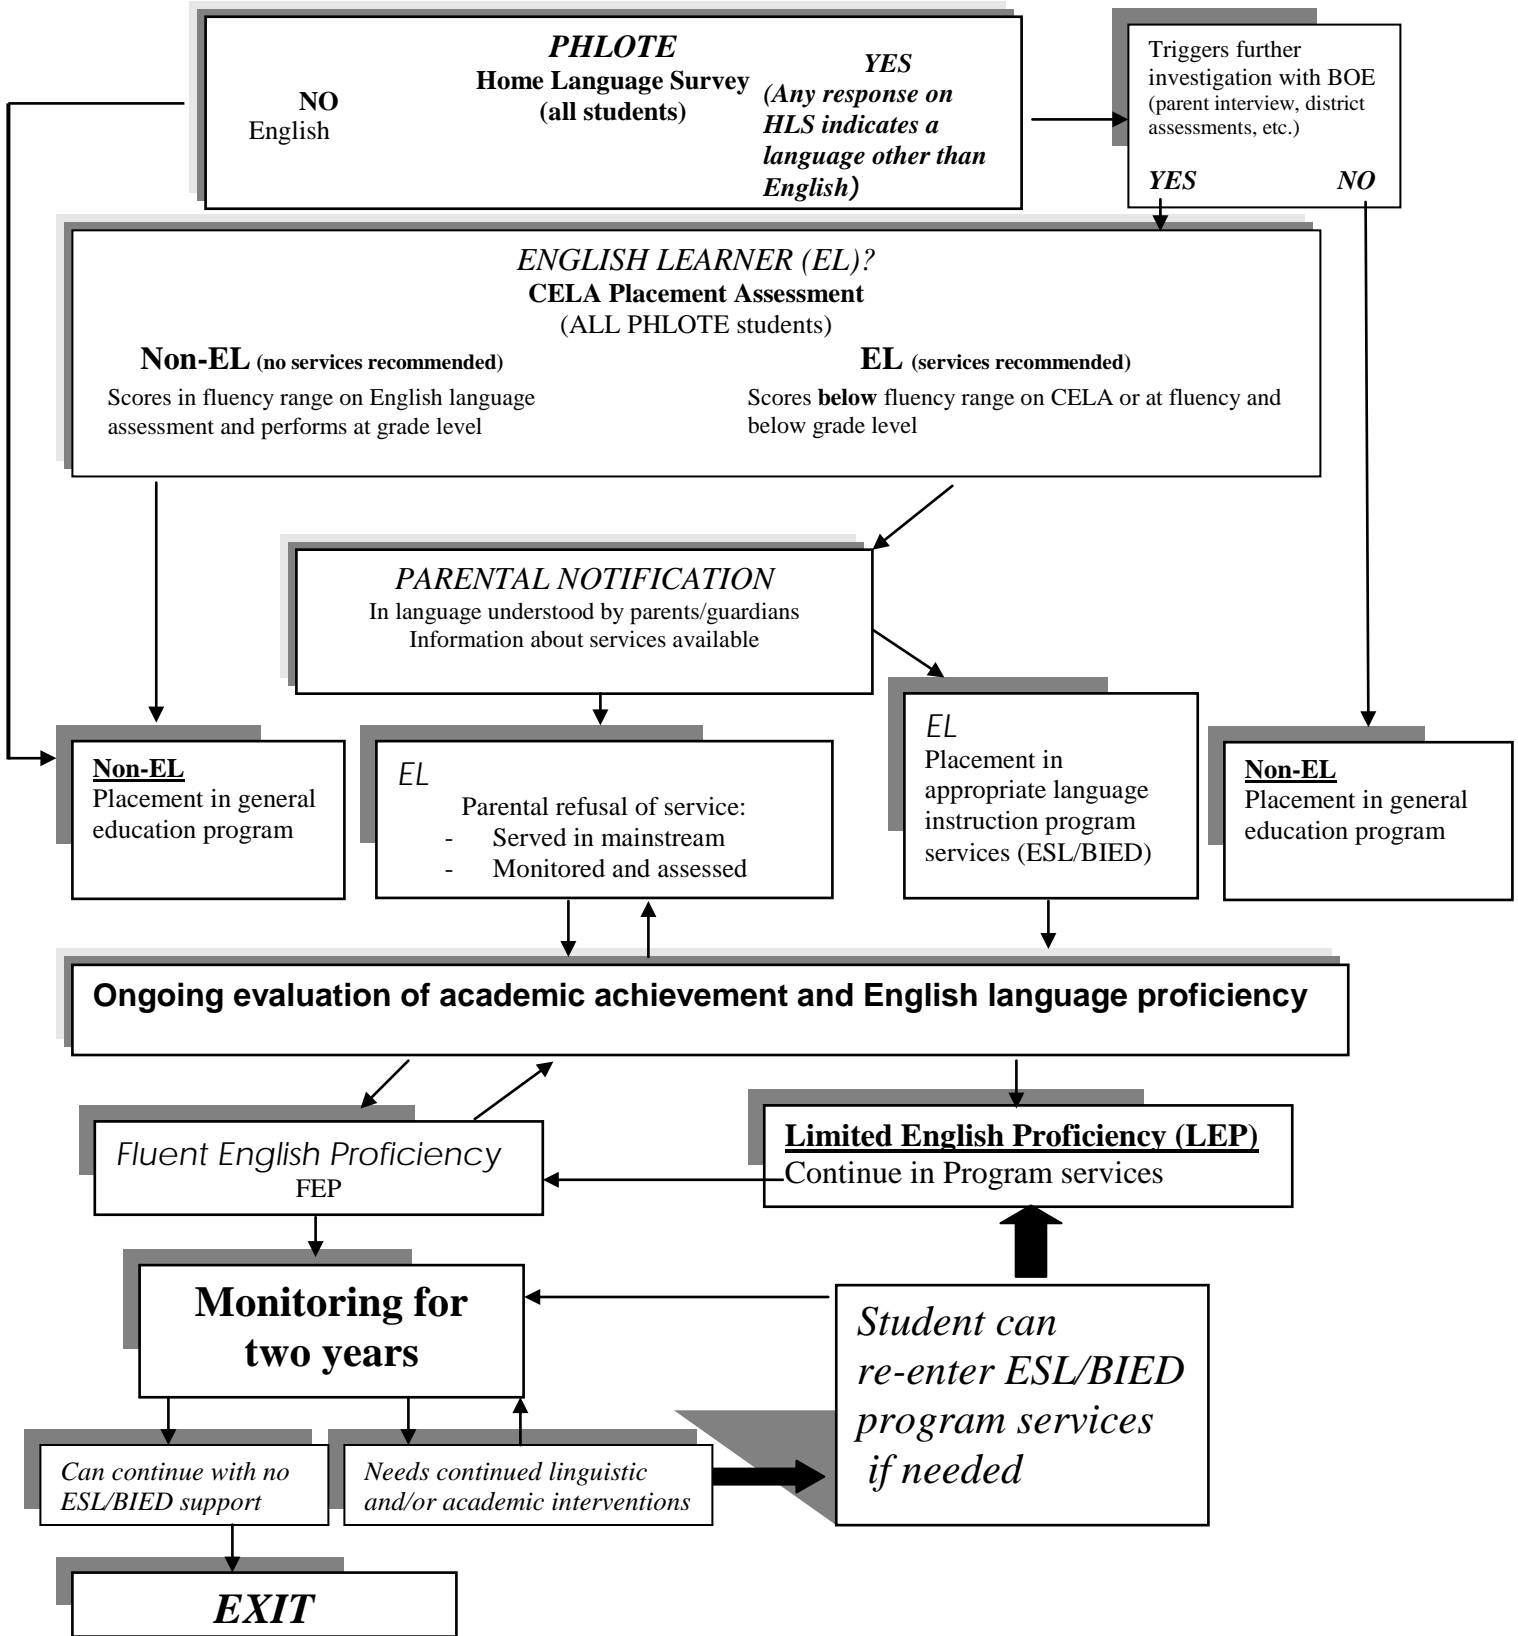 PHLOTE
Home Language Survey
(all students)
NO
English
YES
(Any response on
HLS indicates a
language other than
English)
Triggers further
investigation with BOE
(parent interview, district
assessments, etc.)
YES NO
ENGLISH LEARNER (EL)?
CELA Placement Assessment
(ALL PHLOTE students)
Non-EL (no services recommended)
Scores in fluency range on English language
assessment and performs at grade level
EL (services recommended)
Scores below fluency range on CELA or at fluency and
below grade level
PARENTAL NOTIFICATION
In language understood by parents/guardians
Information about services available
Non-EL
Placement in general
education program
EL
Parental refusal of service:
- Served in mainstream
- Monitored and assessed
EL
Placement in
appropriate language
instruction program
services (ESL/BIED)
Non-EL
Placement in general
education program
Ongoing evaluation of academic achievement and English language proficiency
Fluent English Proficiency
FEP
Limited English Proficiency (LEP)
Continue in Program services
Monitoring for
two years
Student can
re-enter ESL/BIED
program services
if needed
Can continue with no
ESL/BIED support
Needs continued linguistic
and/or academic interventions
EXIT